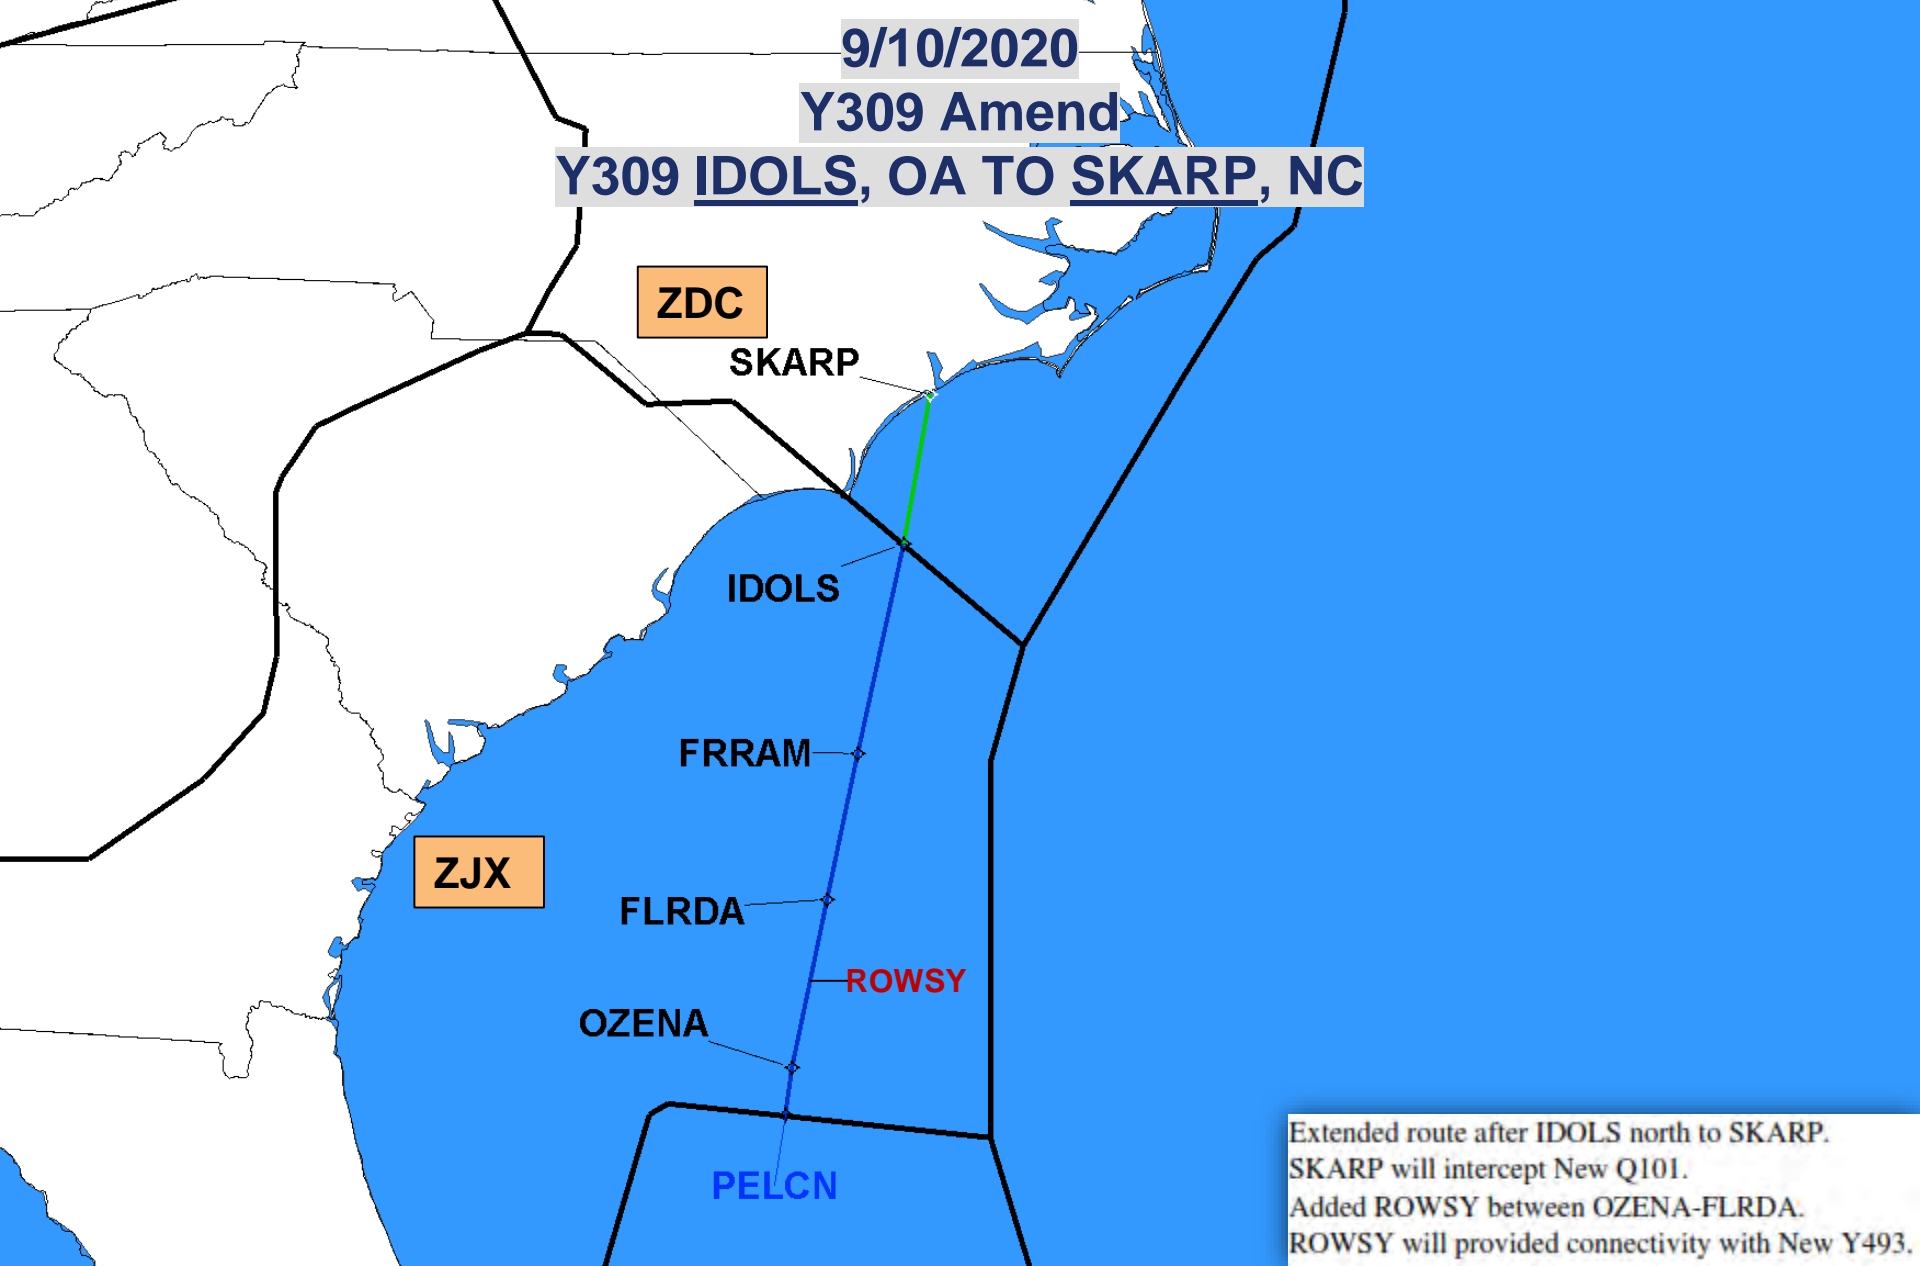 9/10/2020
Y309 Amend
Y309 IDOLS, OA TO SKARP, NC
ZDC
SKARP
IDOLS
FRRAM
ZJX
FLRDA
ROWSY
OZENA
PELCN
Extended route after IDOLS north to SKARP.
SKARP will intercept New Q101.
Added ROWSY between OZENA-FLRDA.
ROWSY will provided connectivity with New Y493.